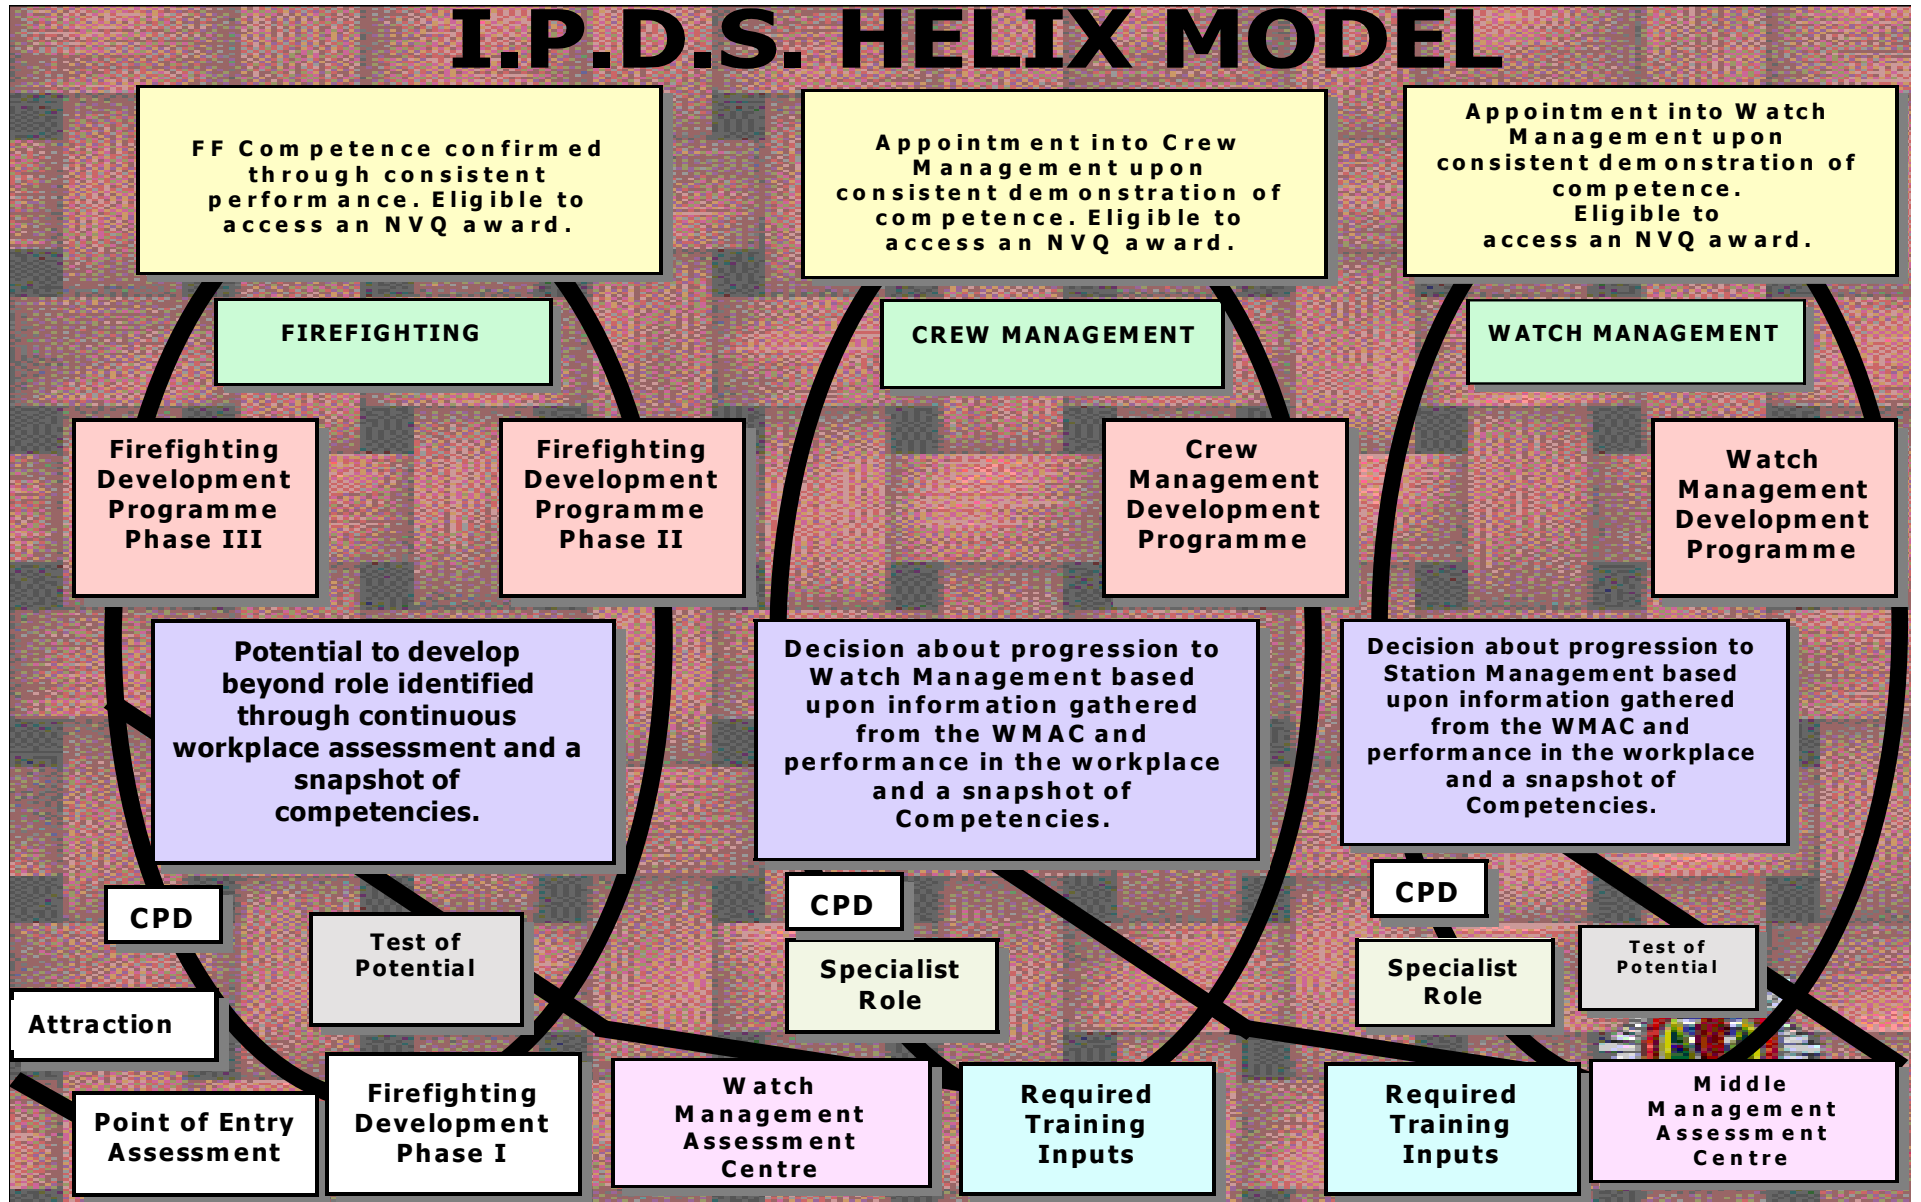 I.P.D.S. HELIX MODEL
FF Competence confirmed
through consistent
performance. Eligible to
access an NVQ award.
Appointment into Crew
Management upon
consistent demonstration of
competence. Eligible to
access an NVQ award.
Appointment into Watch
Management upon
consistent demonstration of
competence.
Eligible to
access an NVQ award.
FIREFIGHTING
CREW MANAGEMENT
WATCH MANAGEMENT
Firefighting
Development
Programme
Phase III
Firefighting
Development
Programme
Phase II
Crew
Management
Development
Programme
Watch
Management
Development
Programme
Potential to develop
beyond role identified
through continuous
workplace assessment and a
snapshot of
competencies.
Decision about progression to
Watch Management based
upon information gathered
from the WMAC and
performance in the workplace
and a snapshot of
Competencies.
Decision about progression to
Station Management based
upon information gathered
from the WMAC and
performance in the workplace
and a snapshot of
Competencies.
CPD
Test of
Potential
CPD
Specialist
Role
CPD
Specialist
Role
Test of
Potential
Attraction
Point of Entry
Assessment
Firefighting
Development
Phase I
Watch
Management
Assessment
Centre
Required
Training
Inputs
Required
Training
Inputs
Middle
Management
Assessment
Centre